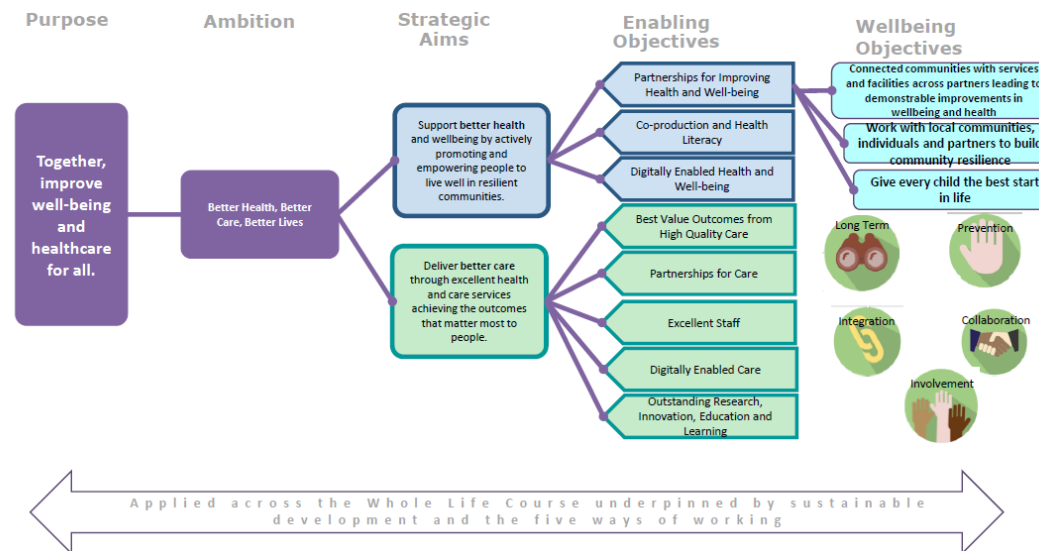 Purpose
Ambition
Strategic
Aims
Enabling
Objectives
Wellbeing
Objectives
Together,
improve
well-being
and
healthcare
for all.
Better Health, Better
Care, Better Lives
Support better health
and wellbeing by actively
promoting and
empowering people to
live well in resilient
communities.
Deliver better care
through excellent health
and care services
achieving the outcomes
that matter most to
people.
Partnerships for Improving
Health and Well-being
Co-production and Health
Literacy
Digitally Enabled Health and
Well-being
Best Value Outcomes from
High Quality Care
Partnerships for Care
Excellent Staff
Digitally Enabled Care
Outstanding Research,
Innovation, Education and
Learning
Connected communities with services
and facilities across partners leading to
demonstrable improvements in
wellbeing and health
Work with local communities,
individuals and partners to build
community resilience
Give every child the best start
in life
Long Term
Prevention
Integration
Collaboration
Involvement
Applied across the Whole Life Course underpinned by sustainable
development and the five ways of working